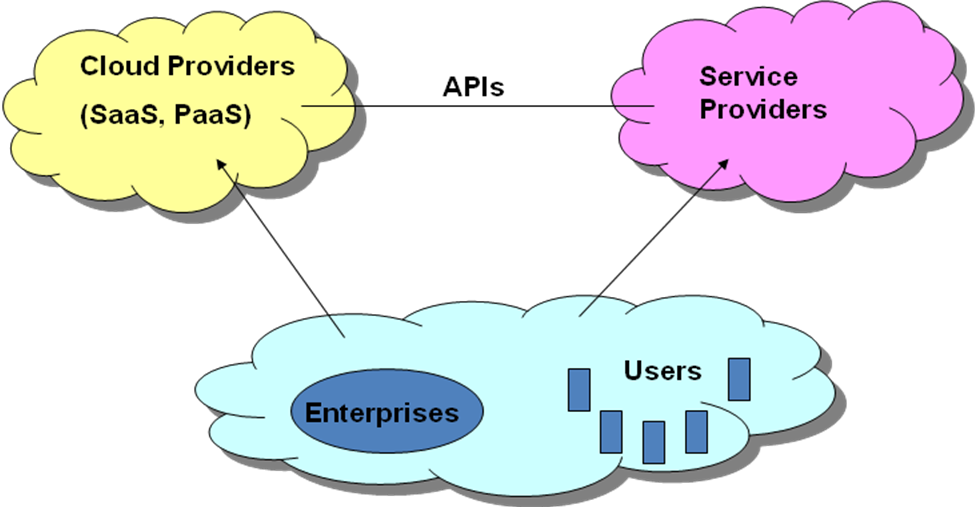 Cloud Providers
(SaaS, PaaS)
APIs
Service
Providers
Users
Enterprises